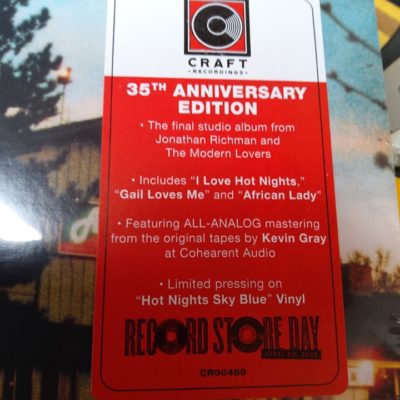 CRAFT
• RECORDINGS •
35TH ANNIVERSARY
EDITION
• The final studio album from
Jonathan Richman and
The Modern Lovers
• Includes “I Love Hot Nights,”
“Gail Loves Me” and “African Lady”
• Featuring ALL-ANALOG mastering
from the original tapes by Kevin Gray
at Cohearent Audio
• Limited pressing on
“Hot Nights Sky Blue” Vinyl
RECORD STORE DAY
CR00489